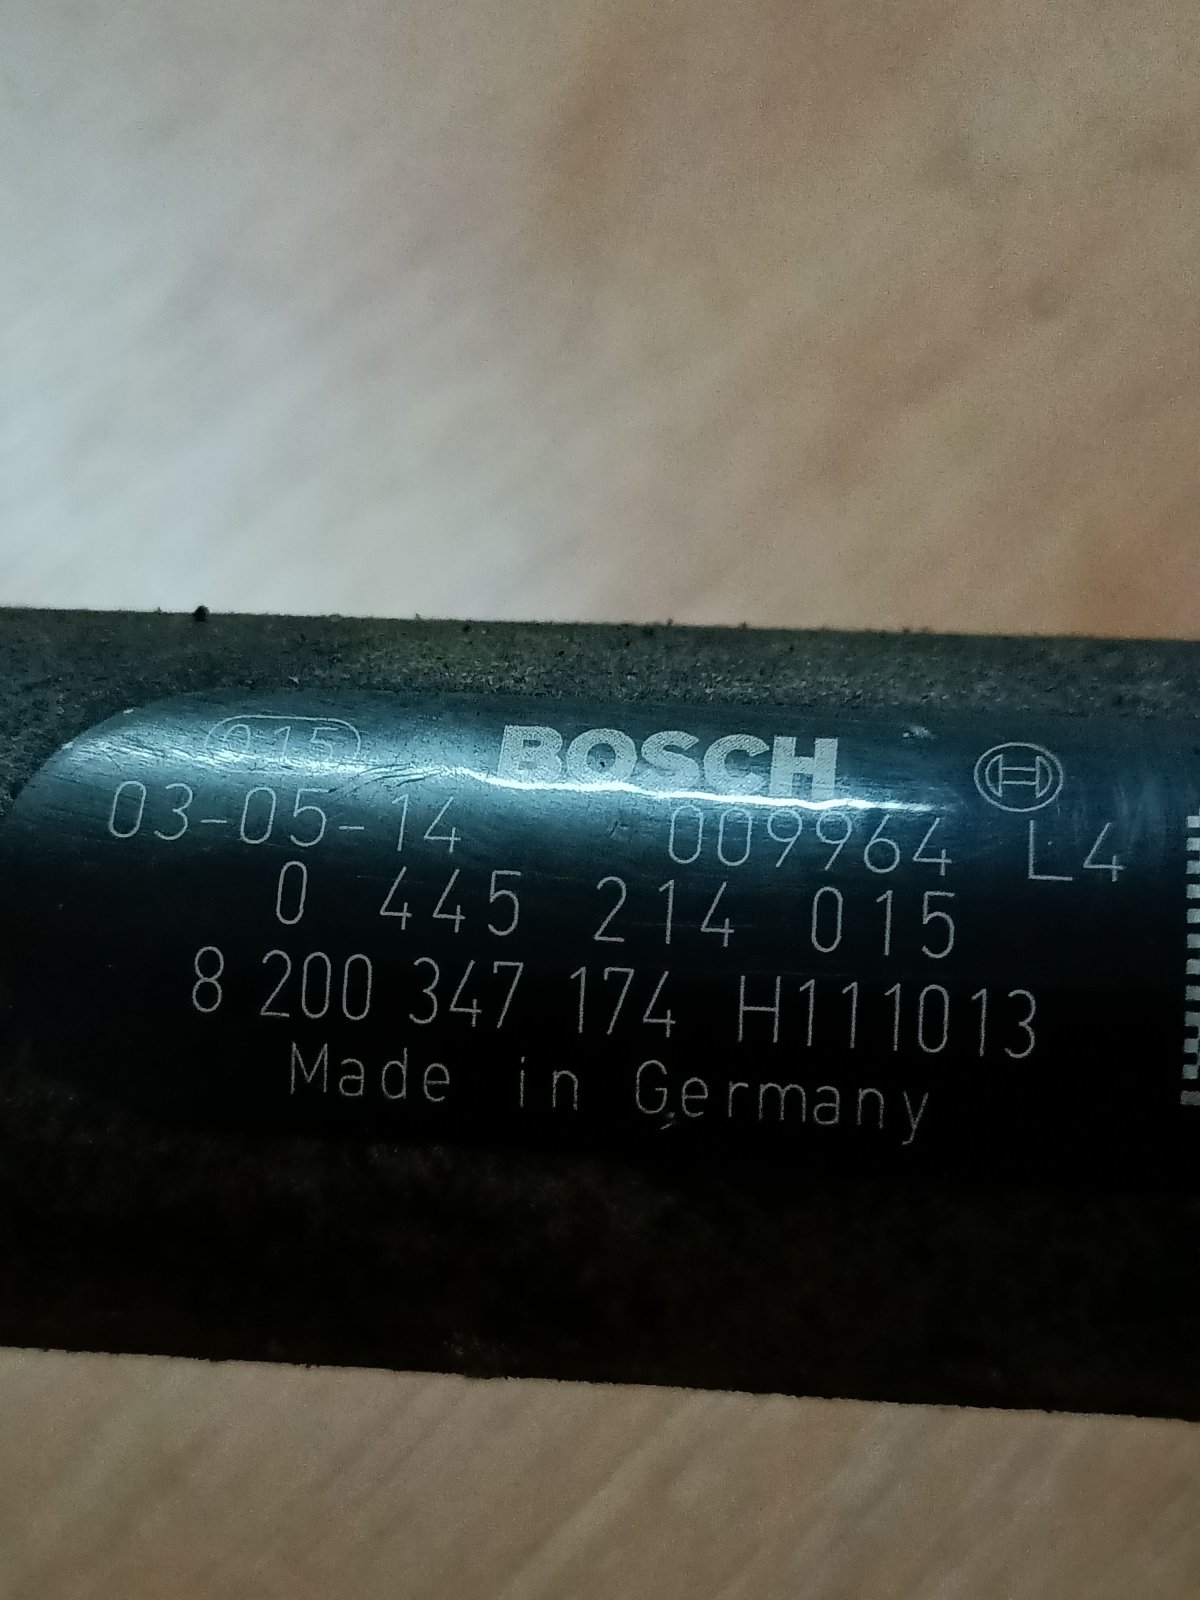 015 BOSCH
03-05-14 009964 L4
0 445 214 015
8 200 347 174 H111013
Made in Germany